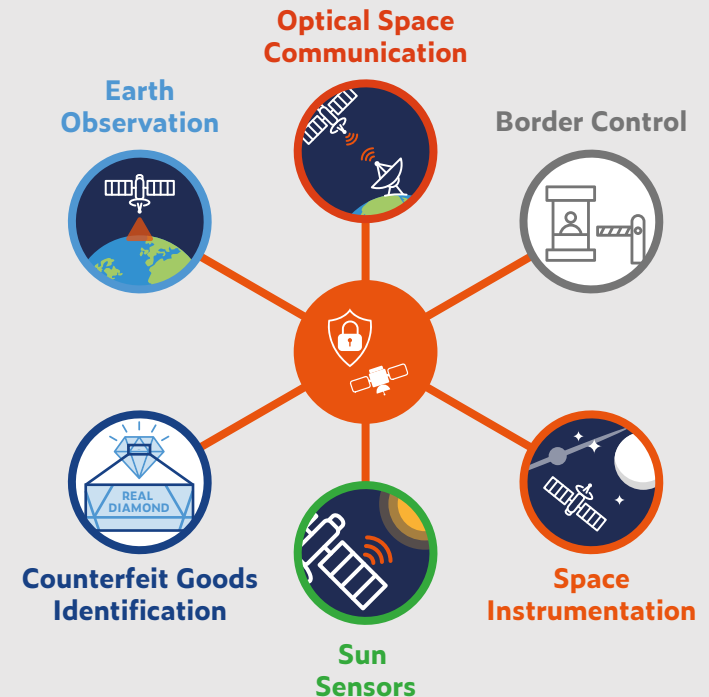 Optical Space
Communication
Earth
Observation
Border Control
REAL
DIAMOND
Counterfeit Goods
Identification
Space
Instrumentation
Sun
Sensors